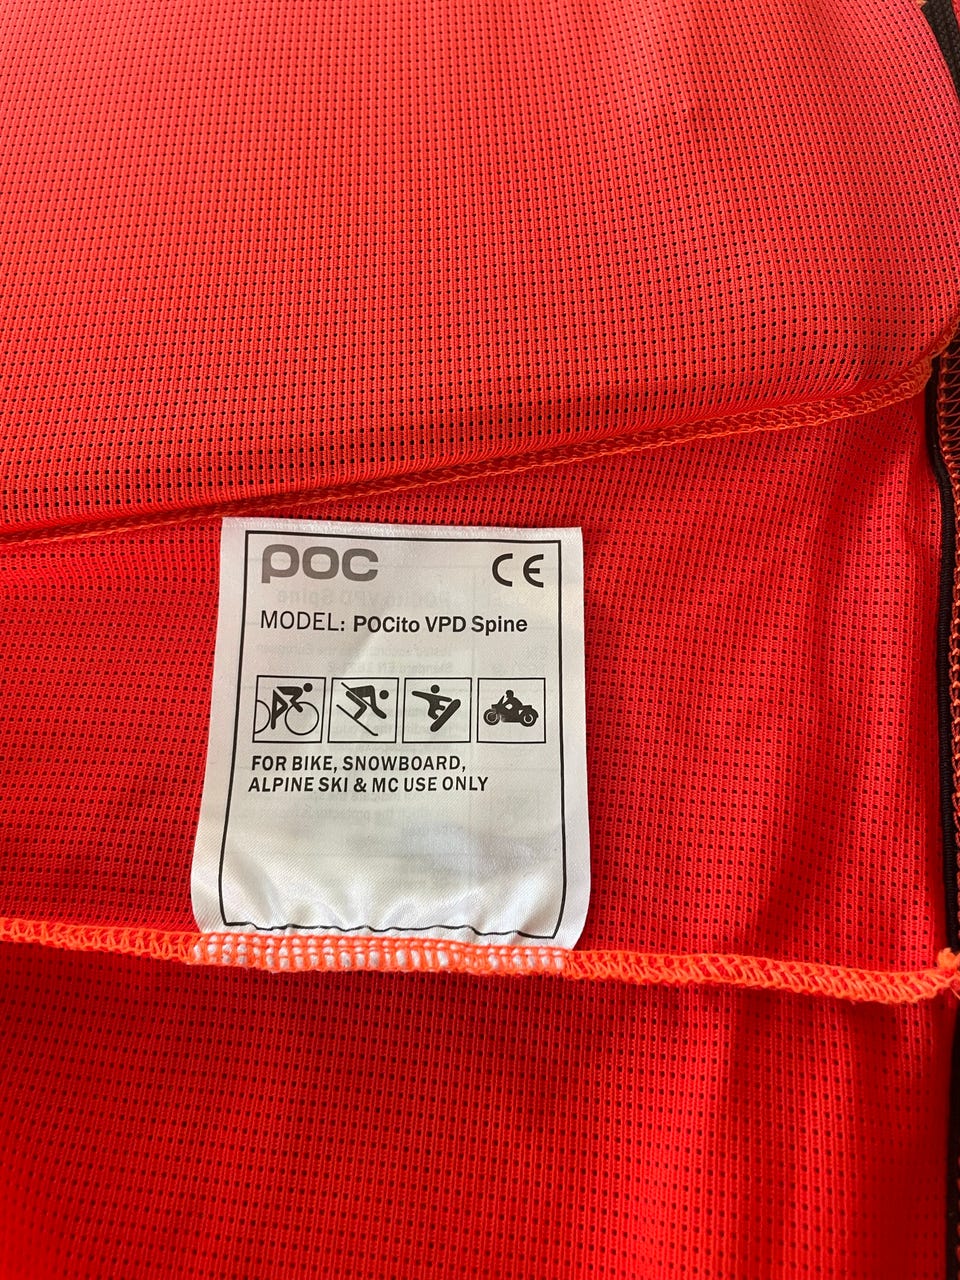 POC CE
MODEL: POCito VPD Spine
FOR BIKE, SNOWBOARD,
ALPINE SKI & MC USE ONLY